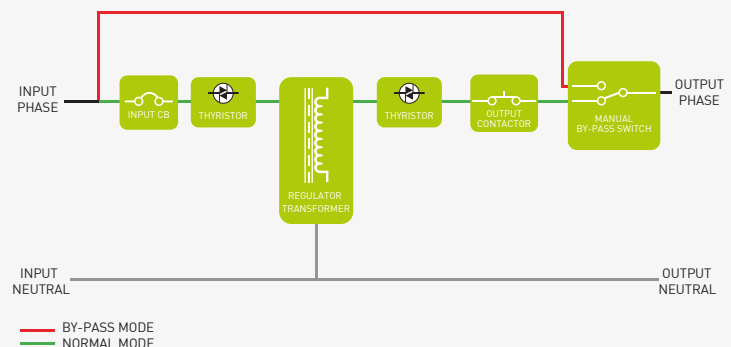 INPUT
PHASE
INPUT CB
THYRISTOR
REGULATOR
TRANSFORMER
THYRISTOR
OUTPUT
CONTACTOR
MANUAL
BY-PASS SWITCH
OUTPUT
PHASE
INPUT
NEUTRAL
OUTPUT
NEUTRAL
BY-PASS MODE
NORMAL MODE